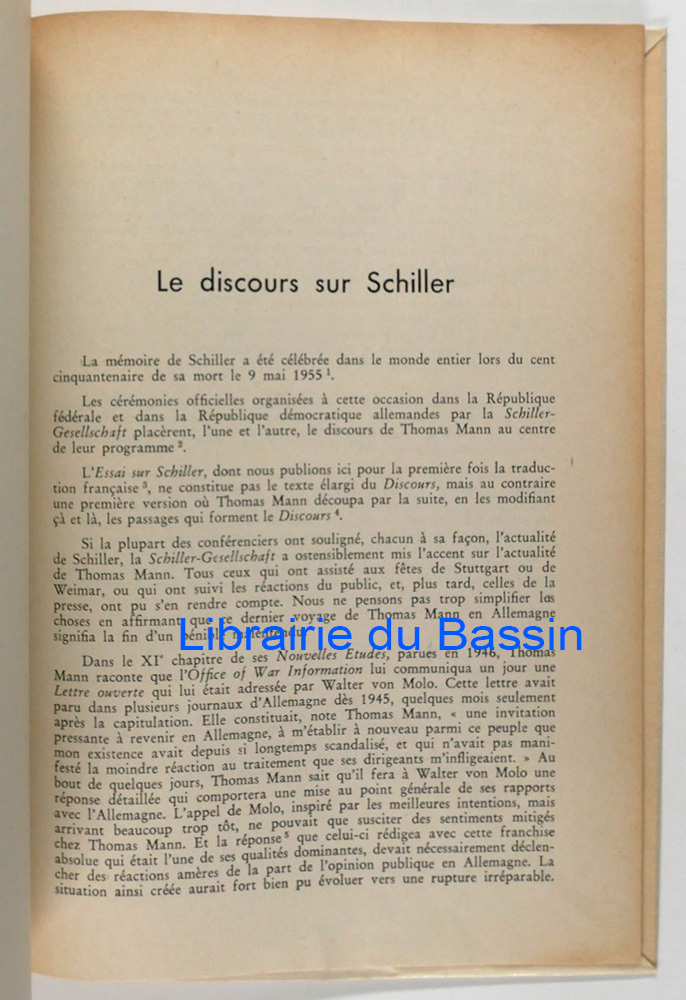 Le discours sur Schiller
La mémoire de Schiller a été célébrée dans le monde entier lors du cent
cinquantenaire de sa mort le 9 mai 1955 ¹.
Les cérémonies officielles organisées à cette occasion dans la République
fédérale et dans la République démocratique allemandes par la Schiller-
Gesellschaft placèrent, l'une et l'autre, le discours de Thomas Mann au centre
de leur programme ².
L'Essai sur Schiller, dont nous publions ici pour la première fois la traduc-
tion française ³, ne constitue pas le texte élargi du Discours, mais au contraire
une première version où Thomas Mann découpa par la suite, en les modifiant
çà et là, les passages qui forment le Discours ⁴.
Si la plupart des conférenciers ont souligné, chacun à sa façon, l'actualité
de Schiller, la Schiller-Gesellschaft a ostensiblement mis l'accent sur l'actualité
de Thomas Mann. Tous ceux qui ont assisté aux fêtes de Stuttgart ou de
Weimar, ou qui ont suivi les réactions du public, et, plus tard, celles de la
presse, ont pu s'en rendre compte. Nous ne pensons pas trop simplifier les
choses en affirmant que ce dernier voyage de Thomas Mann en Allemagne
signifia la fin d'un pénible malentendu.
Librairie du Bassin
Dans le XIᵉ chapitre de ses Nouvelles Etudes, parues en 1946, Thomas
Mann raconte que l'Office of War Information lui communiqua un jour une
Lettre ouverte qui lui était adressée par Walter von Molo. Cette lettre avait
paru dans plusieurs journaux d'Allemagne dès 1945, quelques mois seulement
après la capitulation. Elle constituait, note Thomas Mann, « une invitation
pressante à revenir en Allemagne, à m'établir à nouveau parmi ce peuple que
mon existence avait depuis si longtemps scandalisé, et qui n'avait pas mani-
festé la moindre réaction au traitement que ses dirigeants m'infligeaient. » Au
bout de quelques jours, Thomas Mann sait qu'il fera à Walter von Molo une
réponse détaillée qui comportera une mise au point générale de ses rapports
avec l'Allemagne. L'appel de Molo, inspiré par les meilleures intentions, mais
arrivant beaucoup trop tôt, ne pouvait que susciter des sentiments mitigés
chez Thomas Mann. Et la réponse ⁵ que celui-ci rédigea avec cette franchise
absolue qui était l'une de ses qualités dominantes, devait nécessairement déclen-
cher des réactions amères de la part de l'opinion publique en Allemagne. La
situation ainsi créée aurait fort bien pu évoluer vers une rupture irréparable.